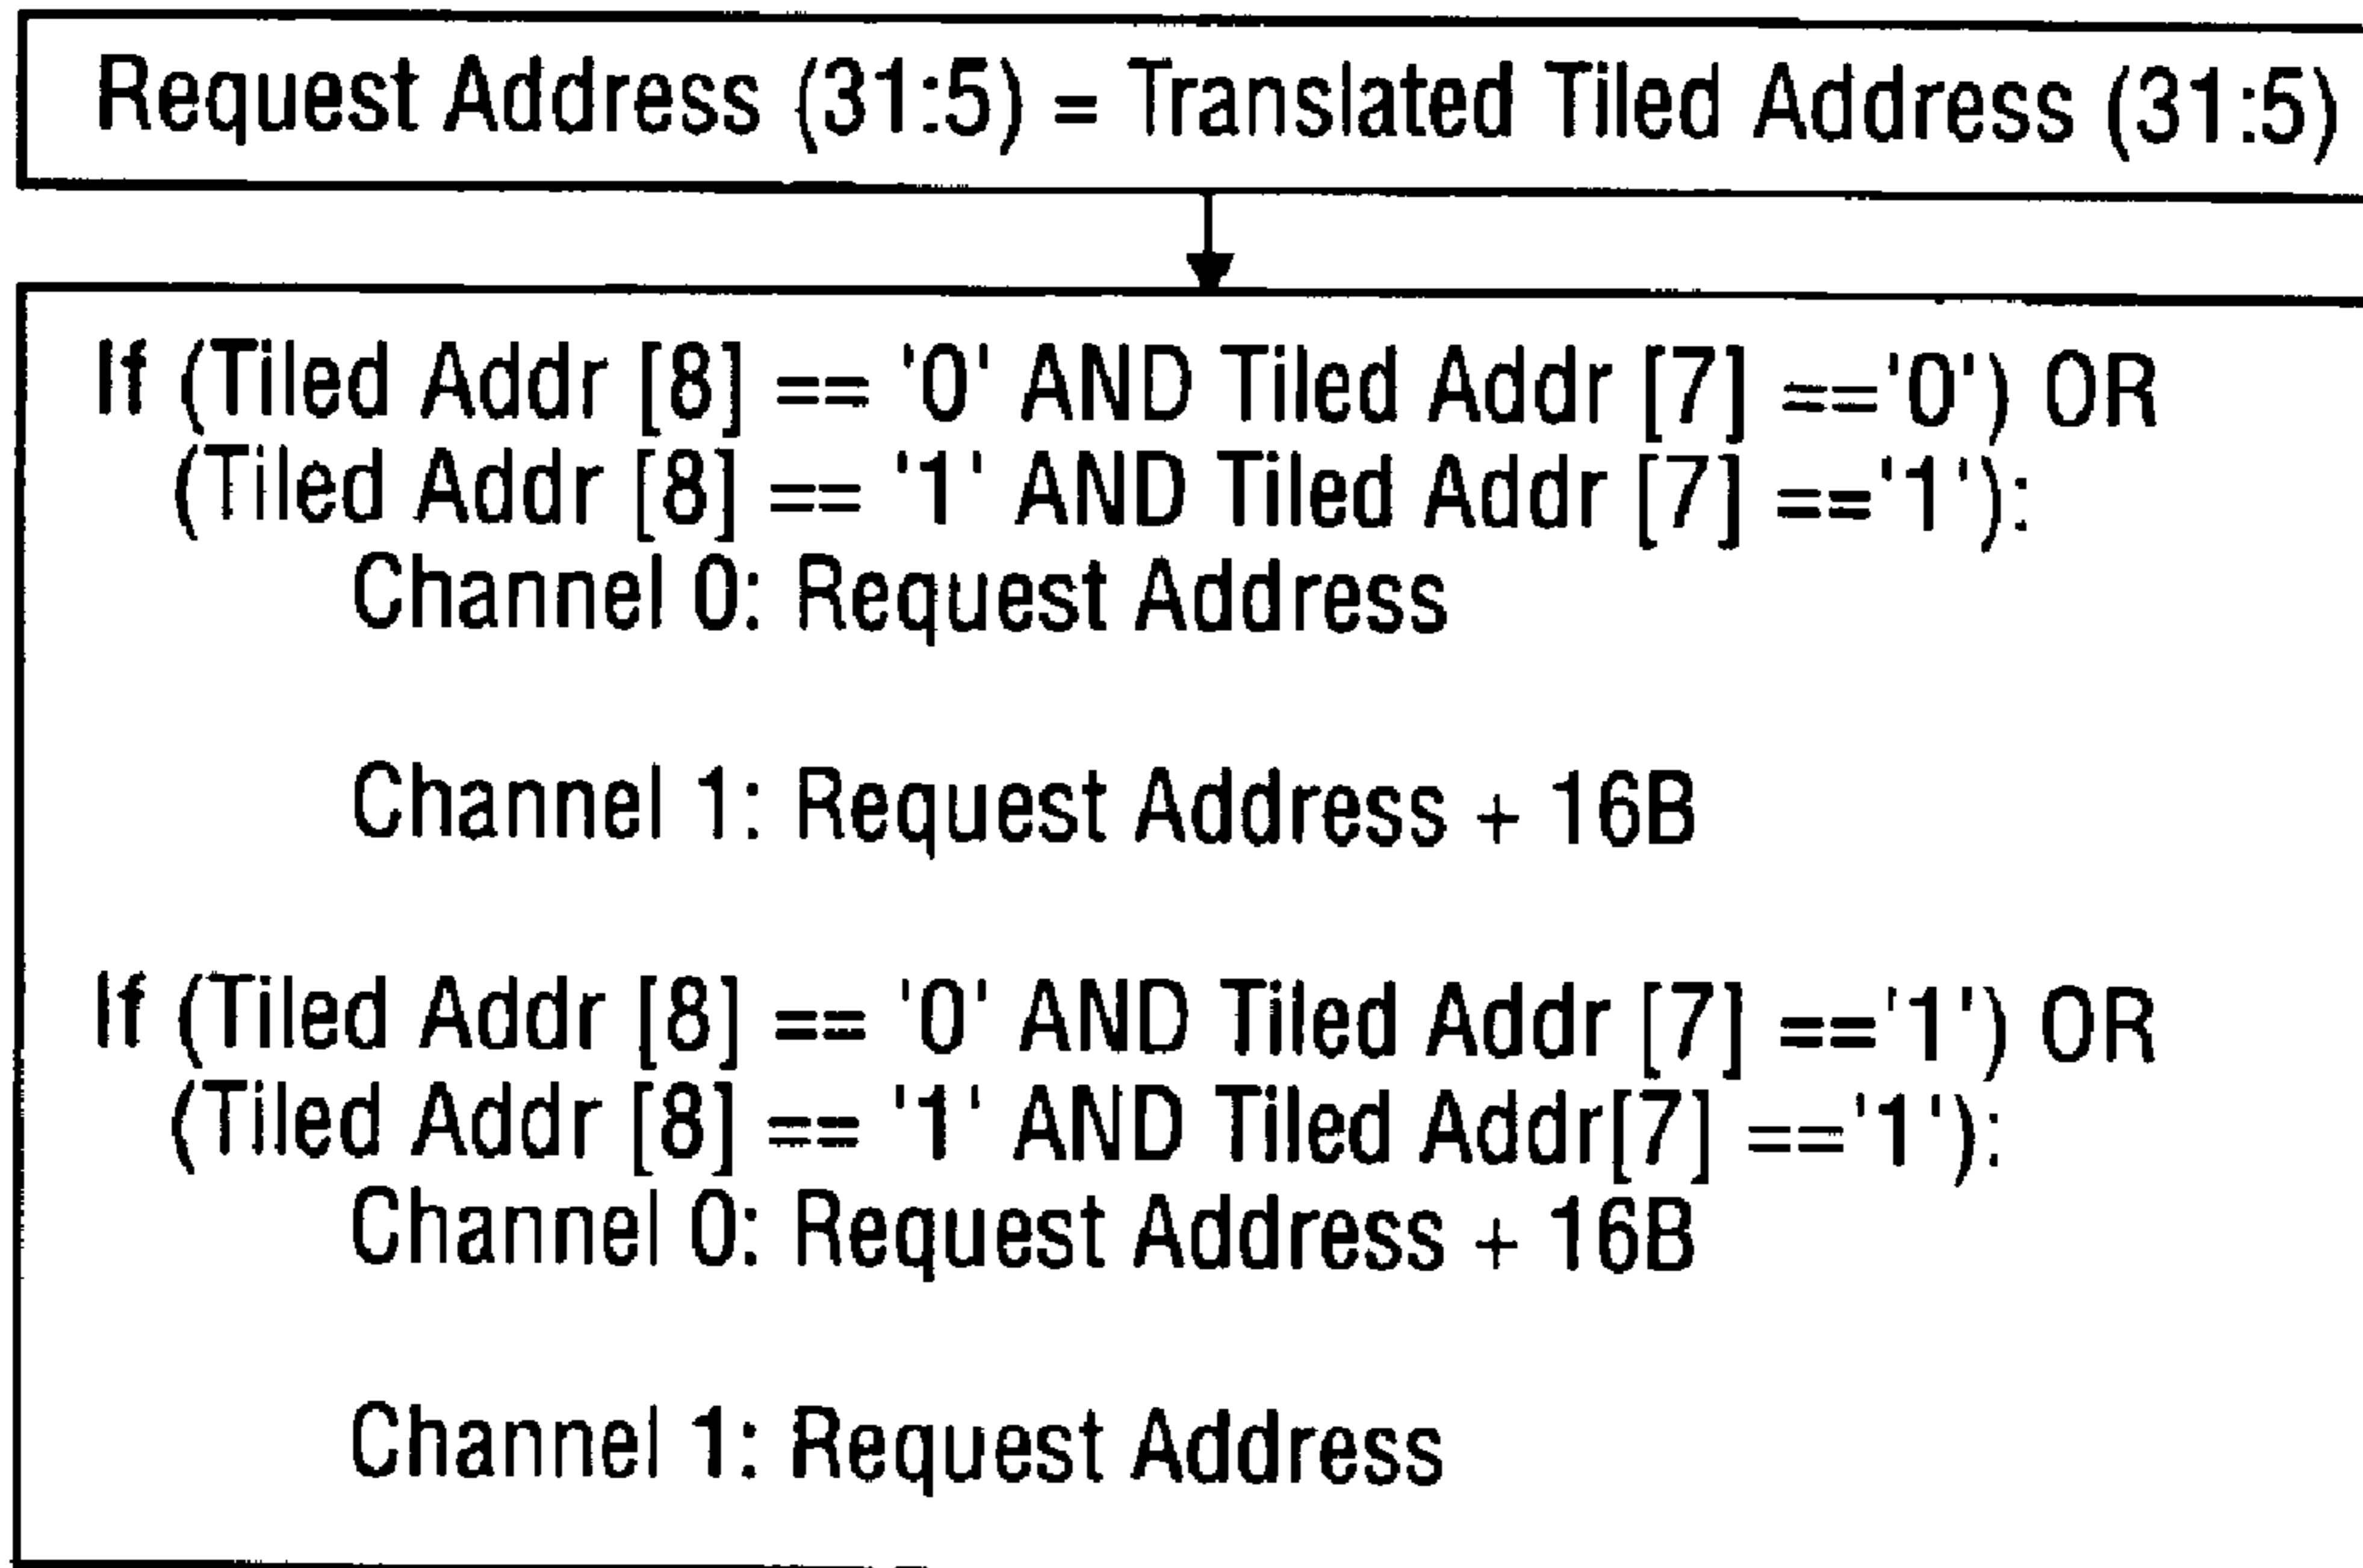 Request Address (31:5) = Translated Tiled Address (31:5)
If (Tiled Addr [8] == '0' AND Tiled Addr [7] =='0') OR
(Tiled Addr [8] == '1' AND Tiled Addr [7] =='1'):
Channel 0: Request Address
Channel 1: Request Address + 16B
If (Tiled Addr [8] == '0' AND Tiled Addr [7] =='1') OR
(Tiled Addr [8] == '1' AND Tiled Addr[7] =='1'):
Channel 0: Request Address + 16B
Channel 1: Request Address